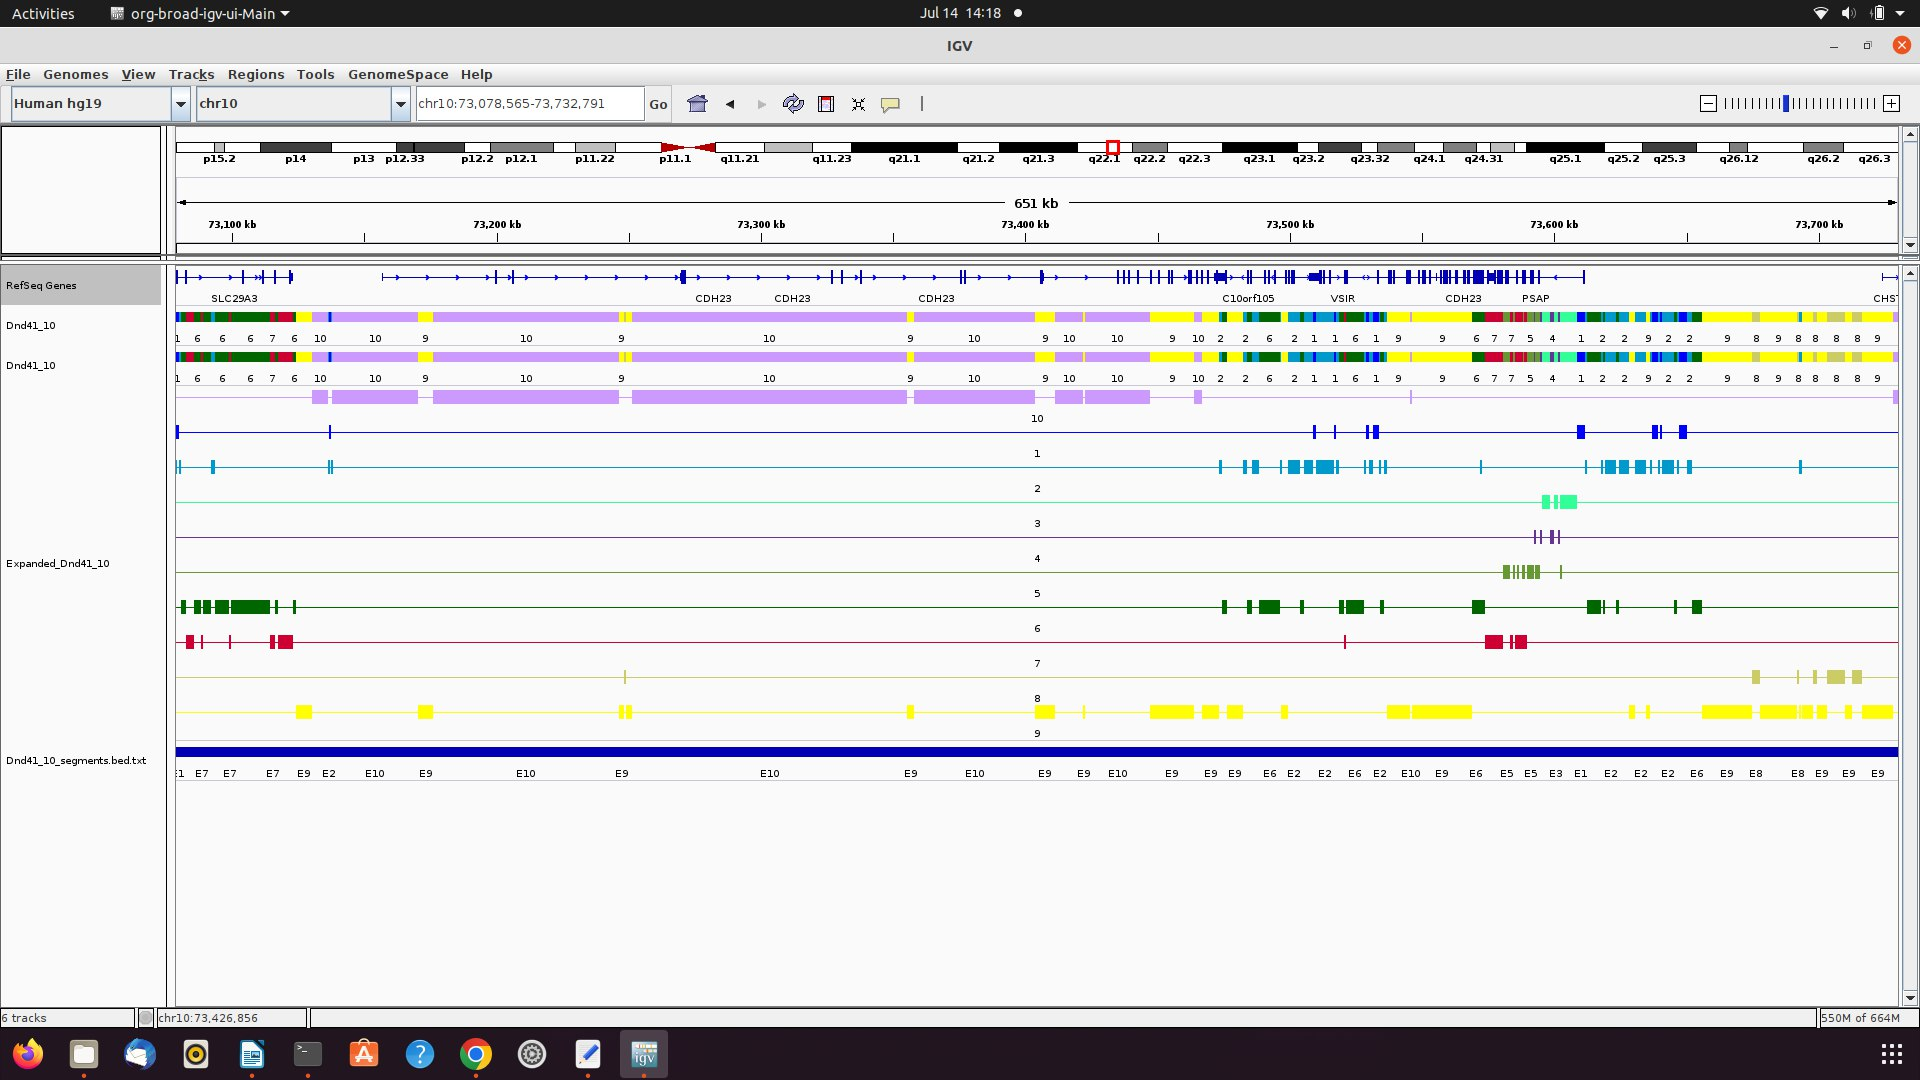 Activities org-broad-igv-ui-Main Jul 14 14:18
IGV
File Genomes View Tracks Regions Tools GenomeSpace Help
Human hg19 chr10 chr10:73,078,565-73,732,791 Go
p15.2 p14 p13 p12.33 p12.2 p12.1 p11.22 p11.1 q11.21 q11.23 q21.1 q21.2 q21.3 q22.1 q22.2 q22.3 q23.1 q23.2 q23.32 q24.1 q24.31 q25.1 q25.2 q25.3 q26.12 q26.2 q26.3
651 kb
73,100 kb 73,200 kb 73,300 kb 73,400 kb 73,500 kb 73,600 kb 73,700 kb
RefSeq Genes
SLC29A3 CDH23 CDH23 CDH23 C10orf105 VSIR CDH23 PSAP CHST
Dnd41_10
1 6 6 6 7 6 10 10 9 10 9 10 9 10 9 10 10 9 10 2 2 6 2 1 1 6 1 9 9 6 7 7 5 4 1 2 2 9 2 2 9 8 9 8 8 8 8 9
Dnd41_10
1 6 6 6 7 6 10 10 9 10 9 10 9 10 9 10 10 9 10 2 2 6 2 1 1 6 1 9 9 6 7 7 5 4 1 2 2 9 2 2 9 8 9 8 8 8 8 9
10
1
2
3
4
Expanded_Dnd41_10
5
6
7
8
9
Dnd41_10_segments.bed.txt
E1 E7 E7 E7 E9 E2 E10 E9 E10 E9 E10 E9 E10 E9 E9 E10 E9 E9 E9 E6 E2 E2 E6 E2 E10 E9 E6 E5 E5 E3 E1 E2 E2 E2 E6 E9 E8 E8 E9 E9 E9
6 tracks chr10:73,426,856 550M of 664M
igv